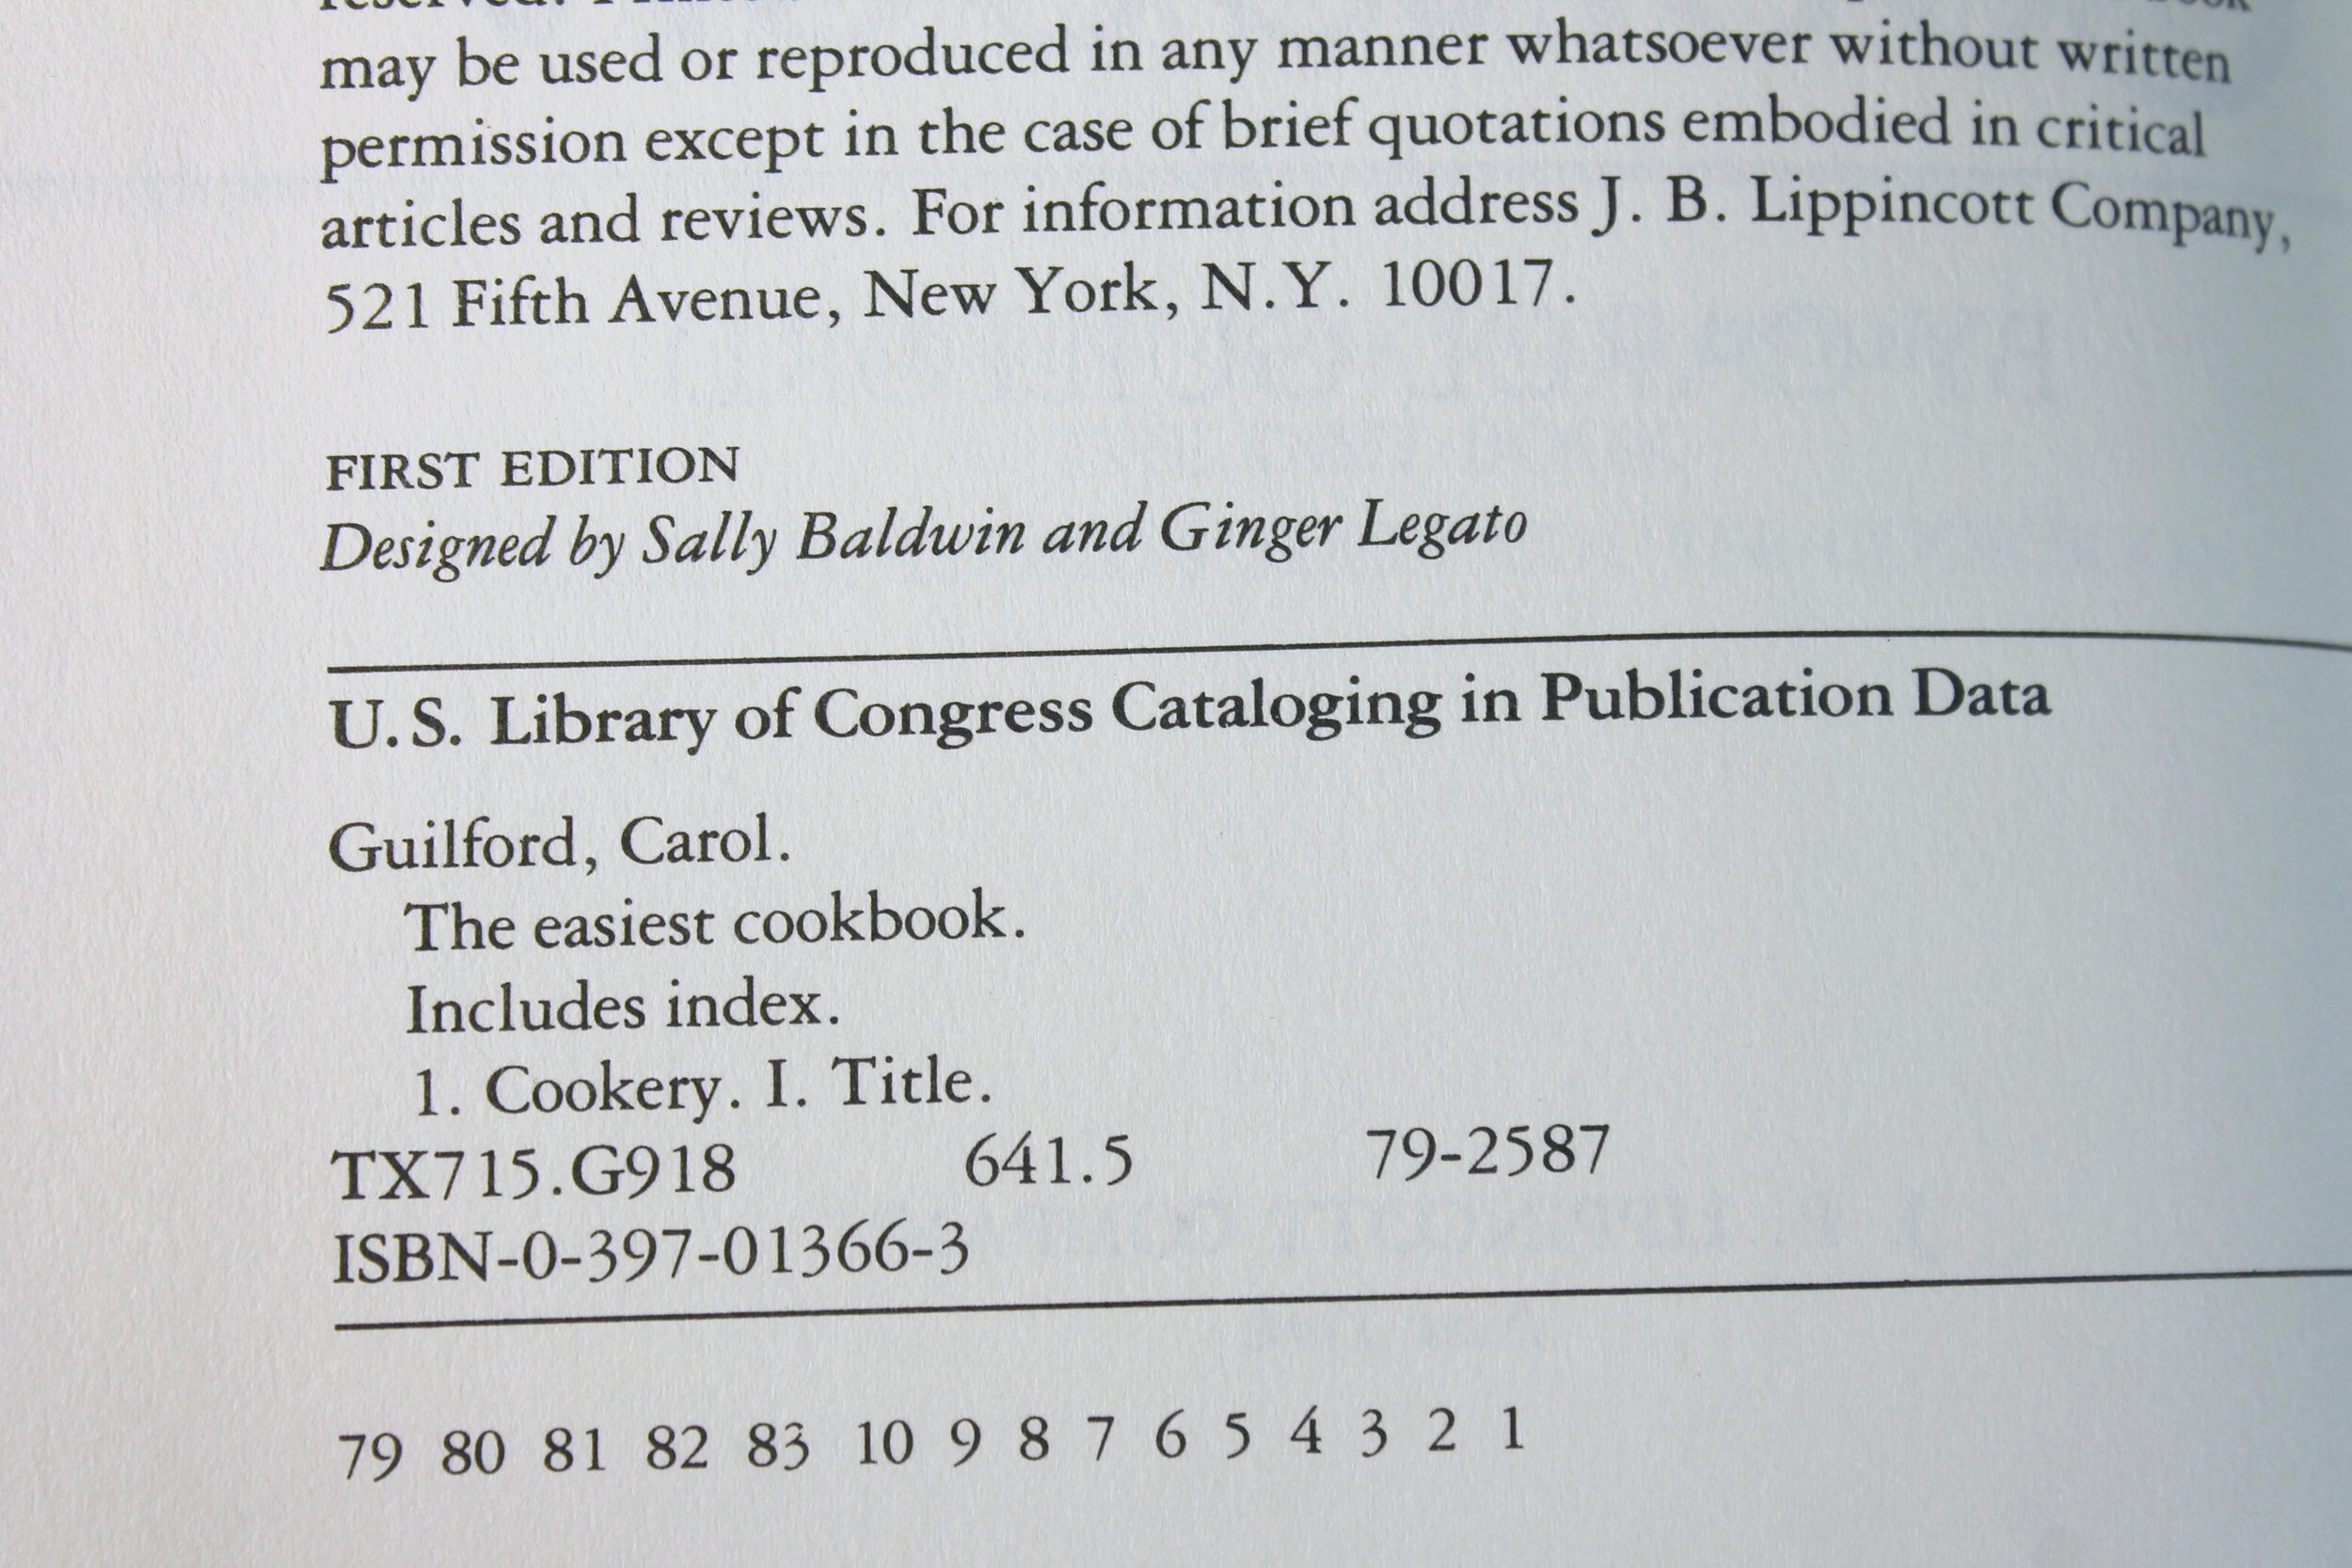 may be used or reproduced in any manner whatsoever without written
permission except in the case of brief quotations embodied in critical
articles and reviews. For information address J. B. Lippincott Company,
521 Fifth Avenue, New York, N.Y. 10017.
FIRST EDITION
Designed by Sally Baldwin and Ginger Legato
U.S. Library of Congress Cataloging in Publication Data
Guilford, Carol.
The easiest cookbook.
Includes index.
1. Cookery. I. Title.
TX715.G918 641.5 79-2587
ISBN-0-397-01366-3
79 80 81 82 83 10 9 8 7 6 5 4 3 2 1